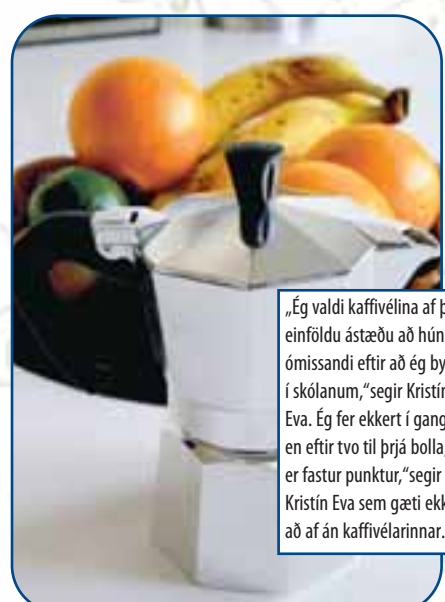 „Ég valdi kaffivélina af þ
einföldu ástæðu að hún
ómissandi eftir að ég by
í skólanum,“segir Kristín
Eva. Ég fer ekkert í gang
en eftir tvo til þrjá bolla,
er fastur punktur,“segir
Kristín Eva sem gæti ekk
að af án kaffivélarinnar.